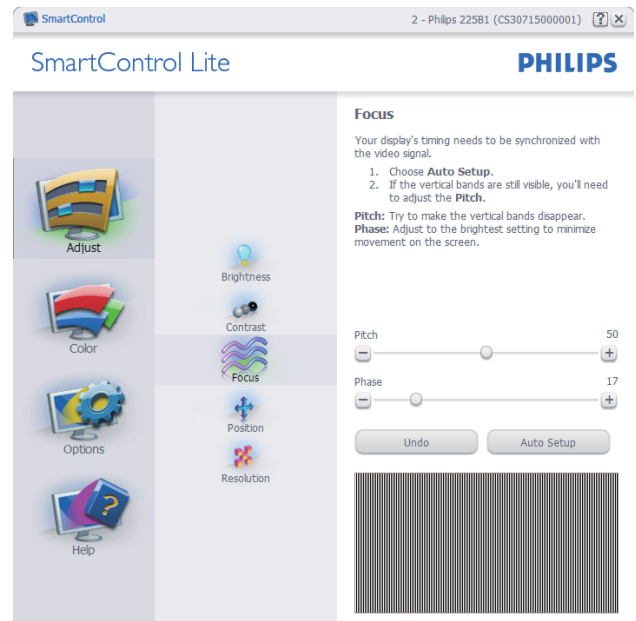 SmartControl
2 - Philips 225B1 (CS30715000001)
?
SmartControl Lite
PHILIPS
Adjust
Color
Options
?
Help
Brightness
Contrast
Focus
Position
Resolution
Focus
Your display's timing needs to be synchronized with
the video signal.
1. Choose Auto Setup.
2. If the vertical bands are still visible, you'll need
to adjust the Pitch.
Pitch: Try to make the vertical bands disappear.
Phase: Adjust to the brightest setting to minimize
movement on the screen.
Pitch 50
Phase 17
Undo Auto Setup